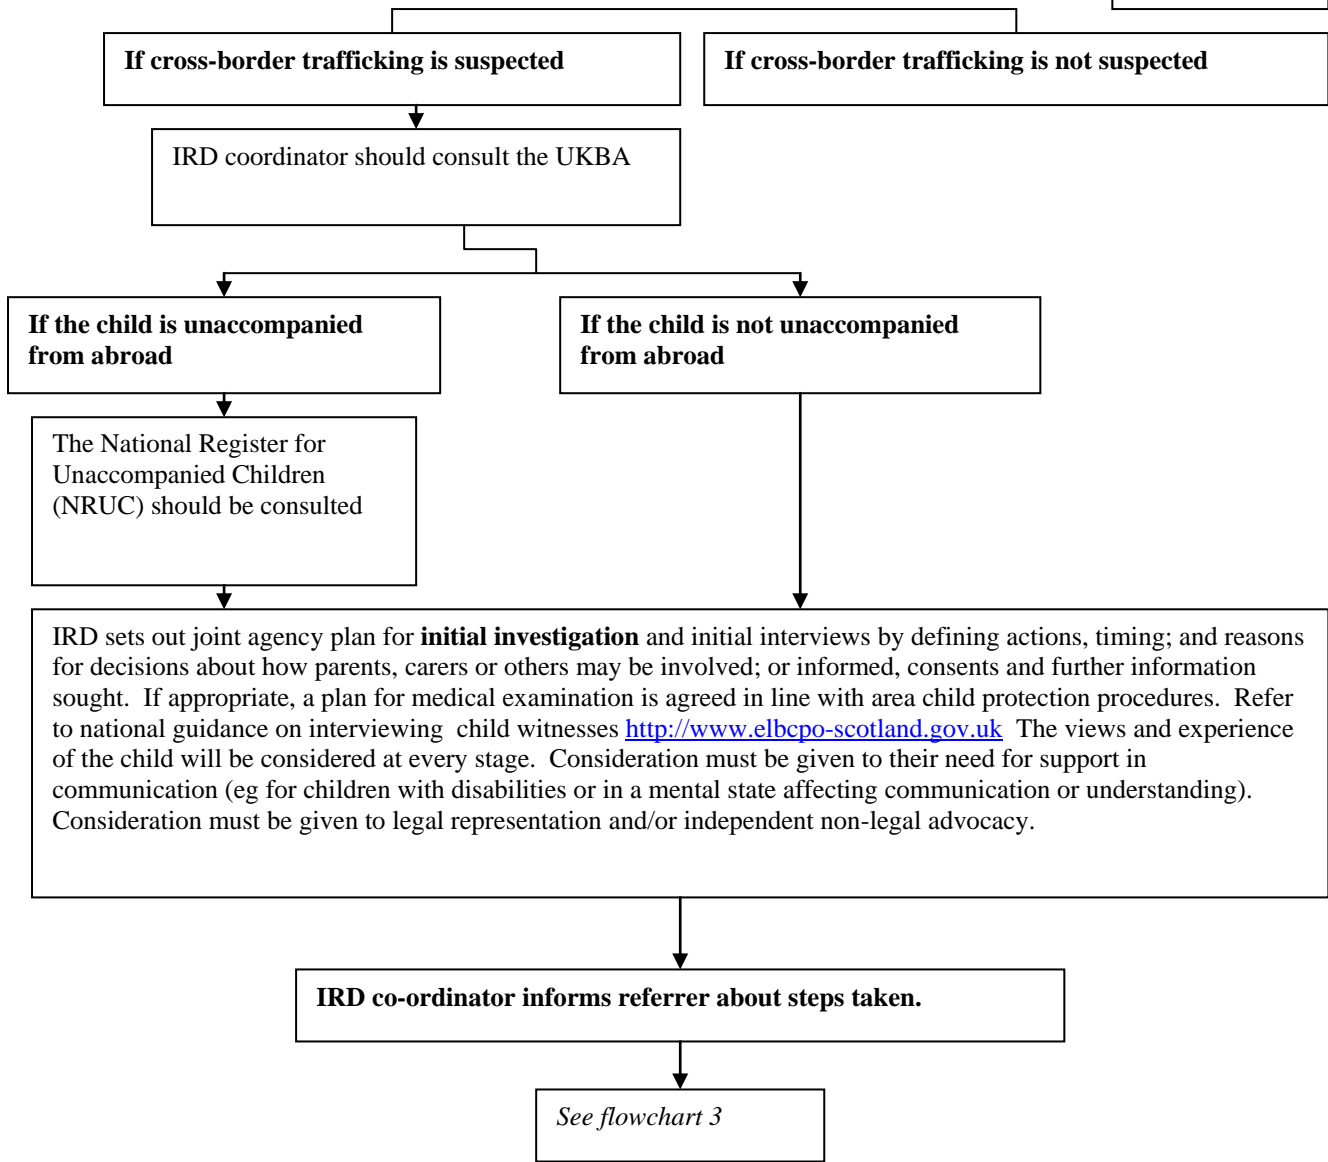 If cross-border trafficking is suspected
If cross-border trafficking is not suspected
IRD coordinator should consult the UKBA
If the child is unaccompanied
from abroad
If the child is not unaccompanied
from abroad
The National Register for
Unaccompanied Children
(NRUC) should be consulted
IRD sets out joint agency plan for initial investigation and initial interviews by defining actions, timing; and reasons
for decisions about how parents, carers or others may be involved; or informed, consents and further information
sought.  If appropriate, a plan for medical examination is agreed in line with area child protection procedures.  Refer
to national guidance on interviewing  child witnesses http://www.elbcpo-scotland.gov.uk  The views and experience
of the child will be considered at every stage.  Consideration must be given to their need for support in
communication (eg for children with disabilities or in a mental state affecting communication or understanding).
Consideration must be given to legal representation and/or independent non-legal advocacy.
IRD co-ordinator informs referrer about steps taken.
See flowchart 3